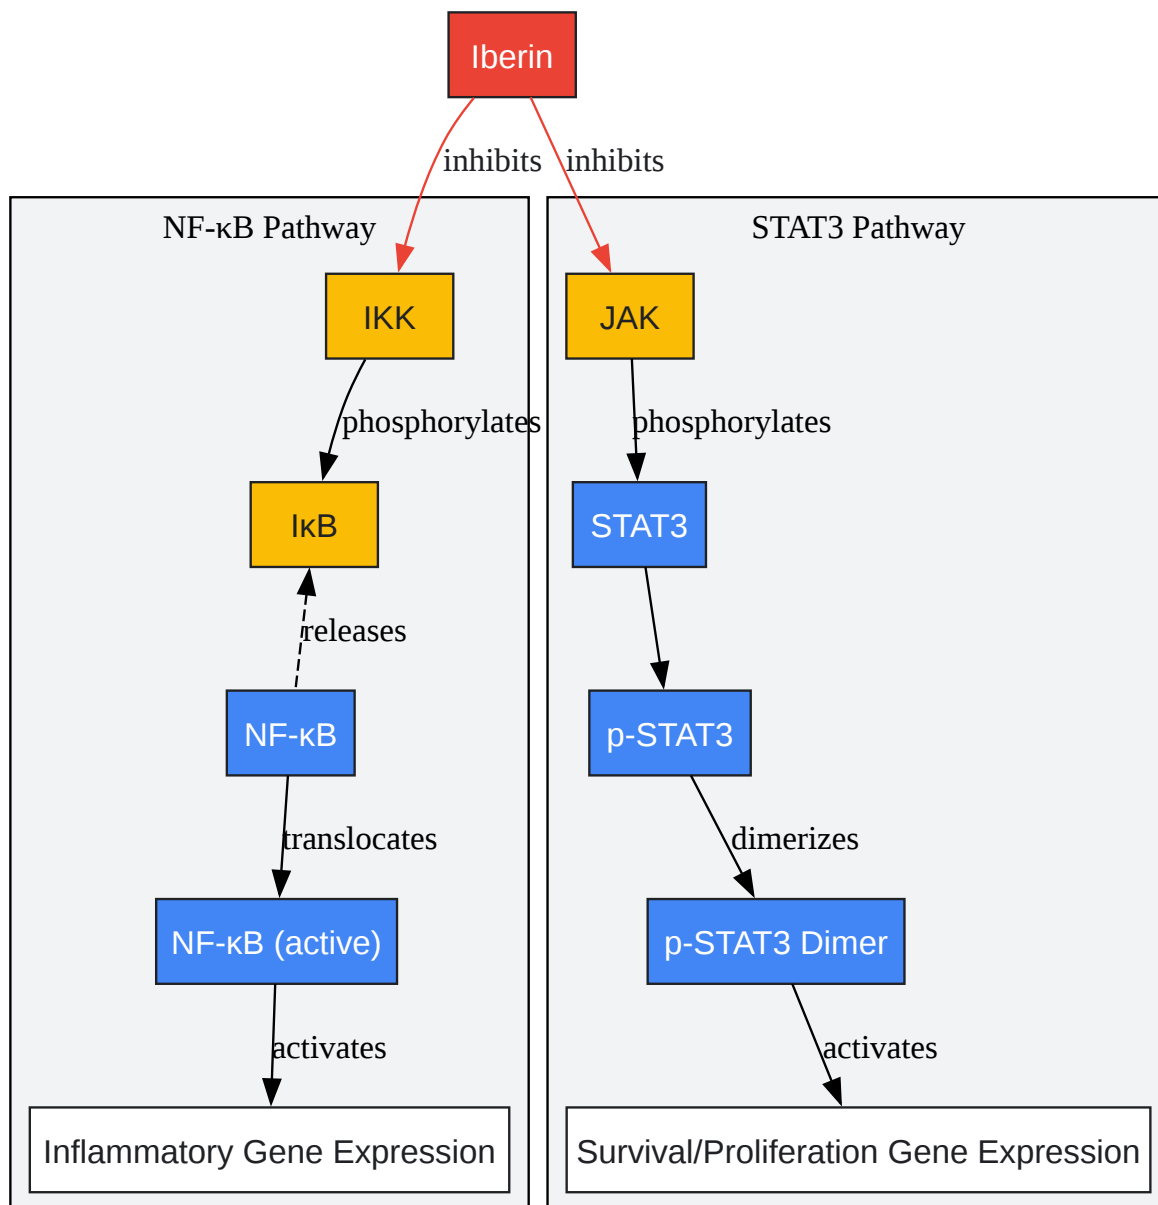 Iberin
inhibits
inhibits
NF-κB Pathway
STAT3 Pathway
IKK
JAK
phosphorylates
phosphorylates
IκB
STAT3
releases
NF-κB
p-STAT3
translocates
dimerizes
NF-κB (active)
p-STAT3 Dimer
activates
activates
Inflammatory Gene Expression
Survival/Proliferation Gene Expression